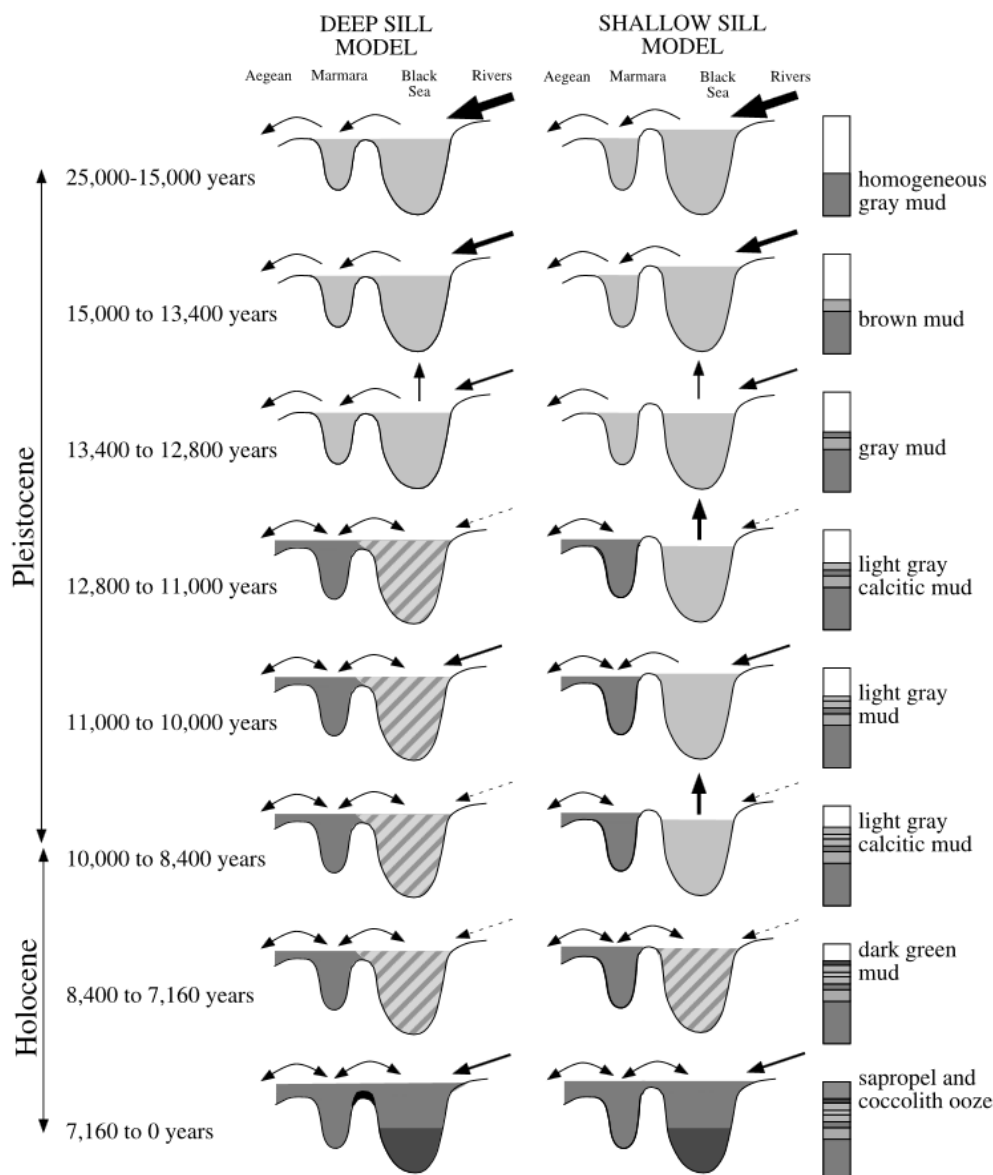 DEEP SILL
MODEL
SHALLOW SILL
MODEL
Aegean
Marmara
Black
Sea
Rivers
Aegean
Marmara
Black
Sea
Rivers
25,000-15,000 years
homogeneous
gray mud
15,000 to 13,400 years
brown mud
13,400 to 12,800 years
gray mud
Pleistocene
12,800 to 11,000 years
light gray
calcitic mud
11,000 to 10,000 years
light gray
mud
10,000 to 8,400 years
light gray
calcitic mud
Holocene
8,400 to 7,160 years
dark green
mud
7,160 to 0 years
sapropel and
coccolith ooze